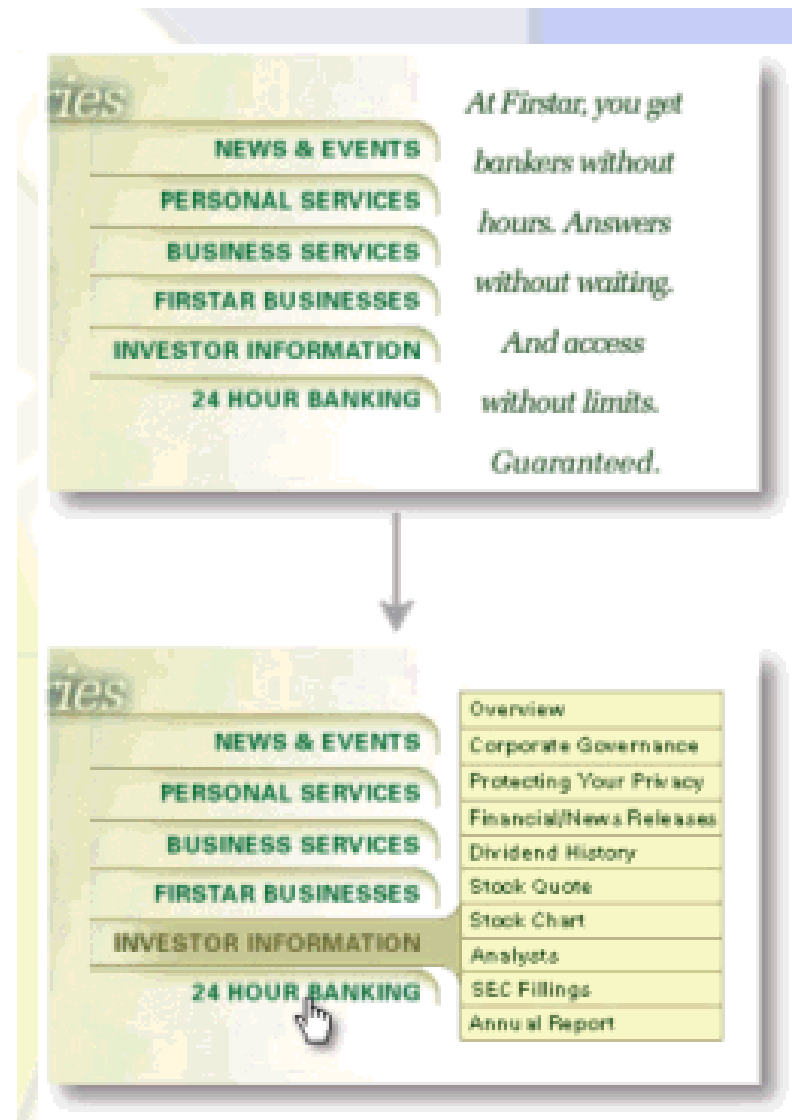 ries
NEWS & EVENTS
PERSONAL SERVICES
BUSINESS SERVICES
FIRSTAR BUSINESSES
INVESTOR INFORMATION
24 HOUR BANKING
At Firstar, you get
bankers without
hours. Answers
without waiting.
And access
without limits.
Guaranteed.
ries
NEWS & EVENTS
PERSONAL SERVICES
BUSINESS SERVICES
FIRSTAR BUSINESSES
INVESTOR INFORMATION
24 HOUR BANKING
Overview
Corporate Governance
Protecting Your Privacy
Financial/News Releases
Dividend History
Stock Quote
Stock Chart
Analysts
SEC Fillings
Annual Report